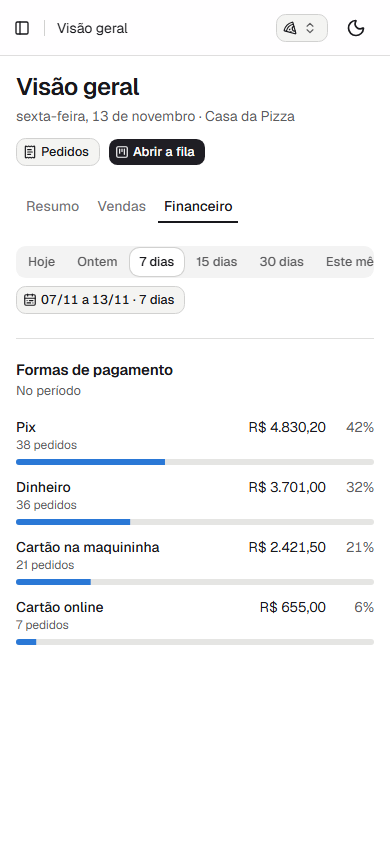 Visão geral
Visão geral
sexta-feira, 13 de novembro · Casa da Pizza
Pedidos
Abrir a fila
Resumo Vendas Financeiro
Hoje Ontem 7 dias 15 dias 30 dias Este mê
07/11 a 13/11 · 7 dias
Formas de pagamento
No período
Pix R$ 4.830,20 42%
38 pedidos
Dinheiro R$ 3.701,00 32%
36 pedidos
Cartão na maquininha R$ 2.421,50 21%
21 pedidos
Cartão online R$ 655,00 6%
7 pedidos